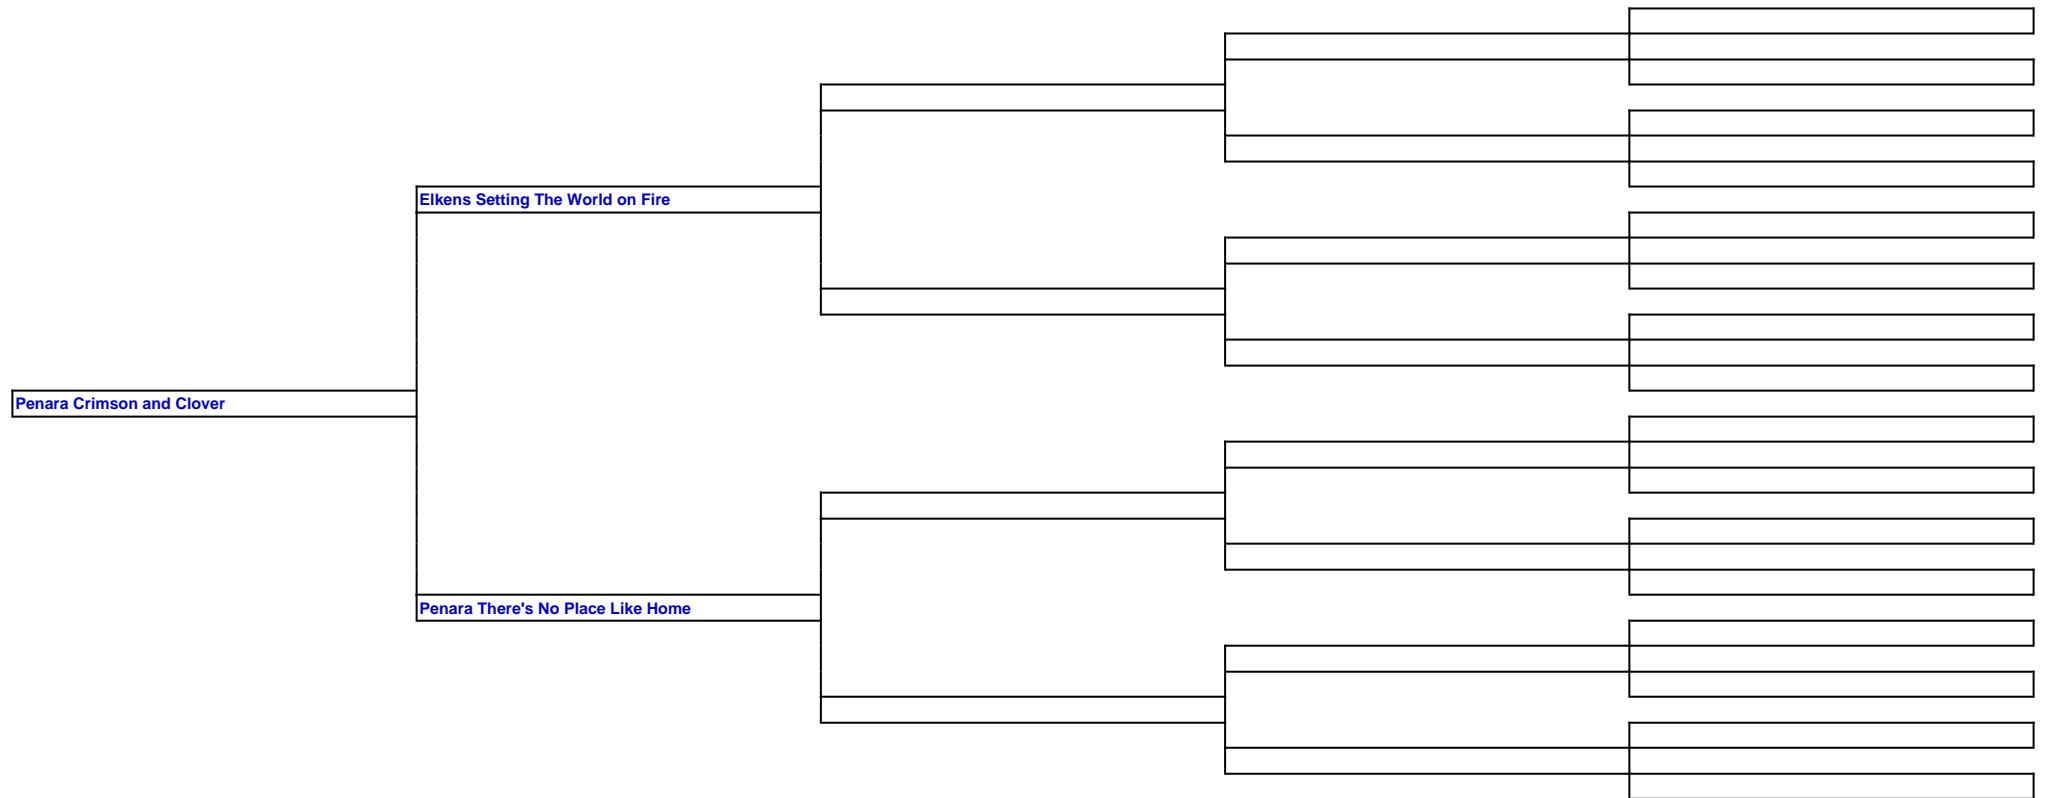 Elkens Setting The World on Fire
Penara Crimson and Clover
Penara There's No Place Like Home